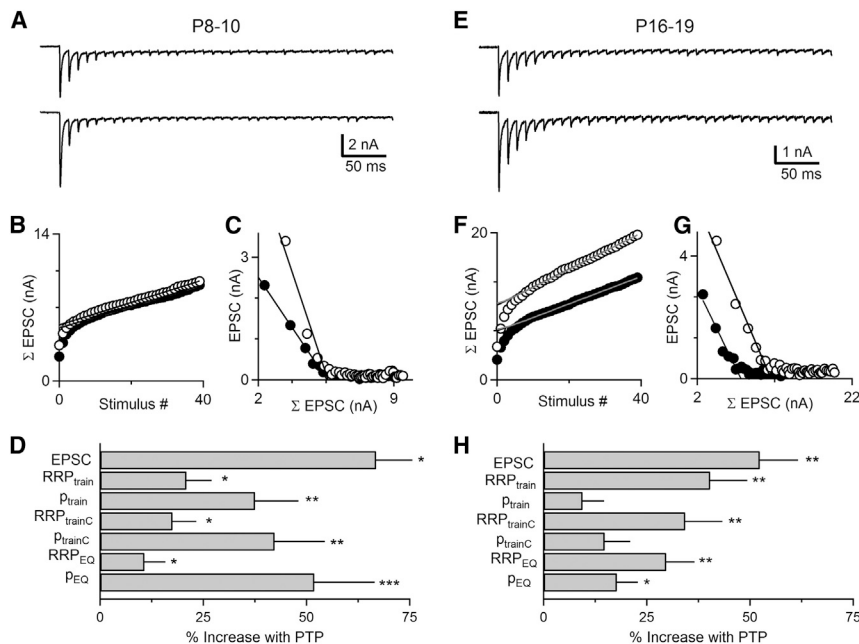 A
P8-10
2 nA
50 ms
B
14
Σ EPSC (nA)
0
0
Stimulus #
40
C
3
EPSC (nA)
0
2
Σ EPSC (nA)
9
D
EPSC
*
RRPtrain
*
ptrain
**
RRPtrainC
*
ptrainC
**
RRPEQ
*
pEQ
***
0
25
50
75
% Increase with PTP
E
P16-19
1 nA
50 ms
F
20
Σ EPSC (nA)
0
0
Stimulus #
40
G
4
EPSC (nA)
0
2
Σ EPSC (nA)
22
H
EPSC
**
RRPtrain
**
ptrain
RRPtrainC
**
ptrainC
RRPEQ
**
pEQ
*
0
25
50
75
% Increase with PTP